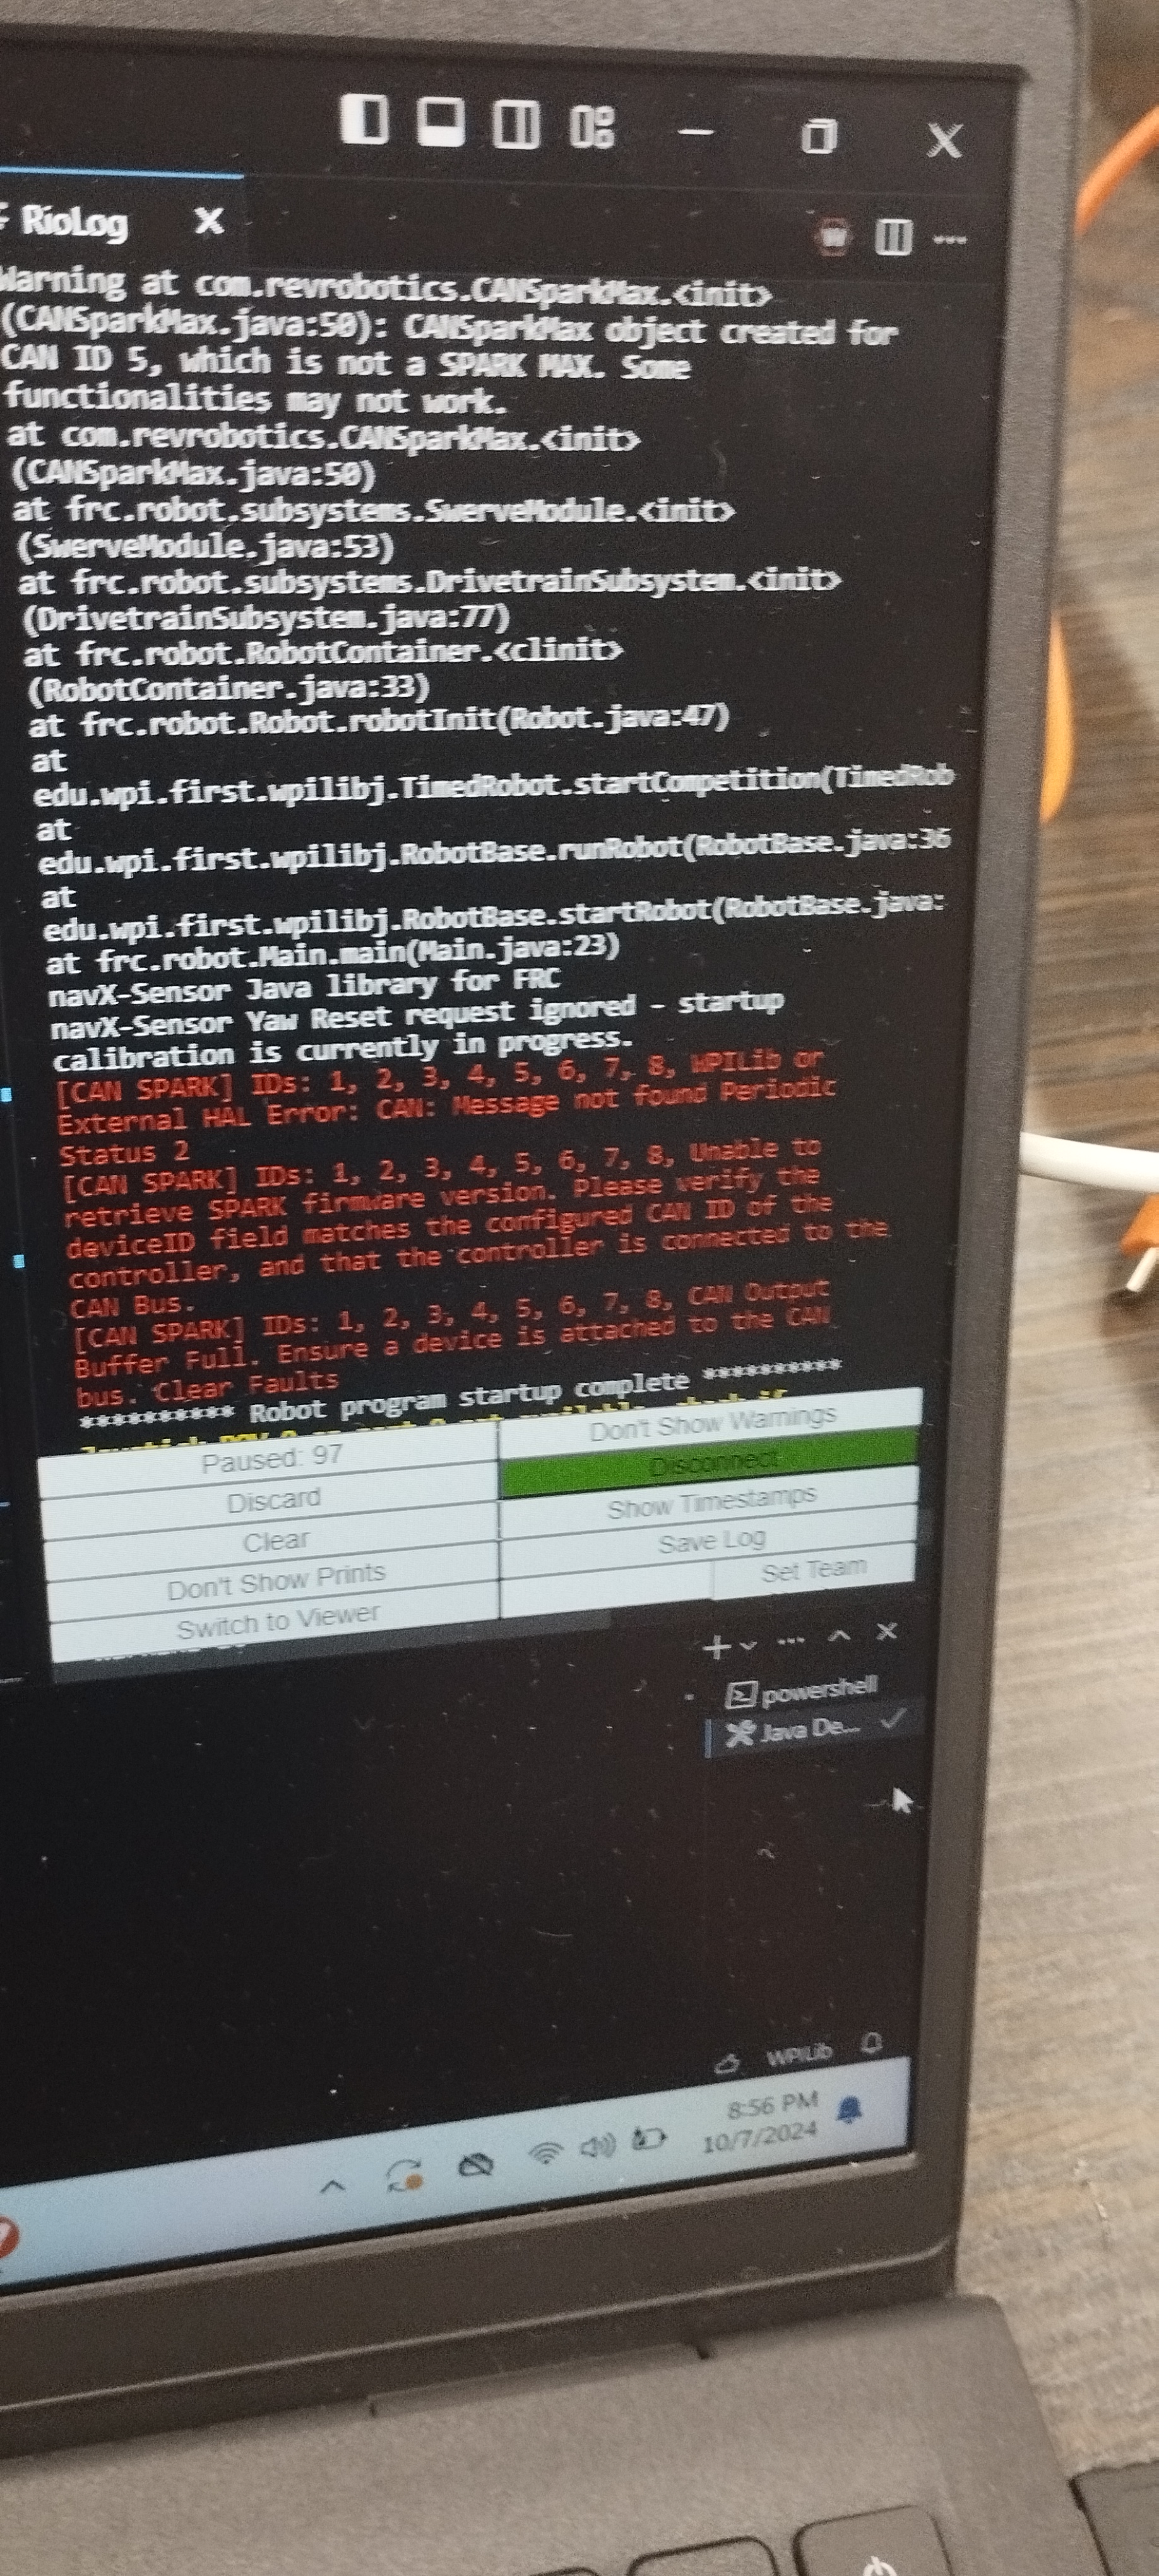 RioLog
Warning at com.revrobotics.CANSparkMax.<init>
(CANSparkMax.java:50): CANSparkMax object created for
CAN ID 5, which is not a SPARK MAX. Some
functionalities may not work.
at com.revrobotics.CANSparkMax.<init>
(CANSparkMax.java:50)
at frc.robot.subsystems.SwerveModule.<init>
(SwerveModule.java:53)
at frc.robot.subsystems.DrivetrainSubsystem.<init>
(DrivetrainSubsystem.java:77)
at frc.robot.RobotContainer.<clinit>
(RobotContainer.java:33)
at frc.robot.Robot.robotInit(Robot.java:47)
at
edu.wpi.first.wpilibj.TimedRobot.startCompetition(TimedRob
at
edu.wpi.first.wpilibj.RobotBase.runRobot(RobotBase.java:36
at
edu.wpi.first.wpilibj.RobotBase.startRobot(RobotBase.java:
at frc.robot.Main.main(Main.java:23)
navX-Sensor Java library for FRC
navX-Sensor Yaw Reset request ignored - startup
calibration is currently in progress.
[CAN SPARK] IDs: 1, 2, 3, 4, 5, 6, 7, 8, WPILib or
External HAL Error: CAN: Message not found Periodic
Status 2
[CAN SPARK] IDs: 1, 2, 3, 4, 5, 6, 7, 8, Unable to
retrieve SPARK firmware version. Please verify the
deviceID field matches the configured CAN ID of the
controller, and that the controller is connected to the
CAN Bus.
[CAN SPARK] IDs: 1, 2, 3, 4, 5, 6, 7, 8, CAN Output
Buffer Full. Ensure a device is attached to the CAN
bus. Clear Faults
********** Robot program startup complete **********
Paused: 97
Don't Show Warnings
Discard
Disconnect
Clear
Show Timestamps
Don't Show Prints
Save Log
Switch to Viewer
Set Team
powershell
Java De...
WPILib
8:56 PM
10/7/2024